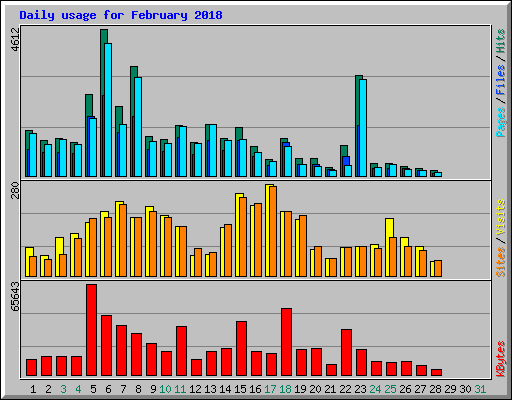 Daily usage for February 2018
4612
Pages / Files / Hits
280
Sites / Visits
65643
KBytes
1 2 3 4 5 6 7 8 9 10 11 12 13 14 15 16 17 18 19 20 21 22 23 24 25 26 27 28 29 30 31